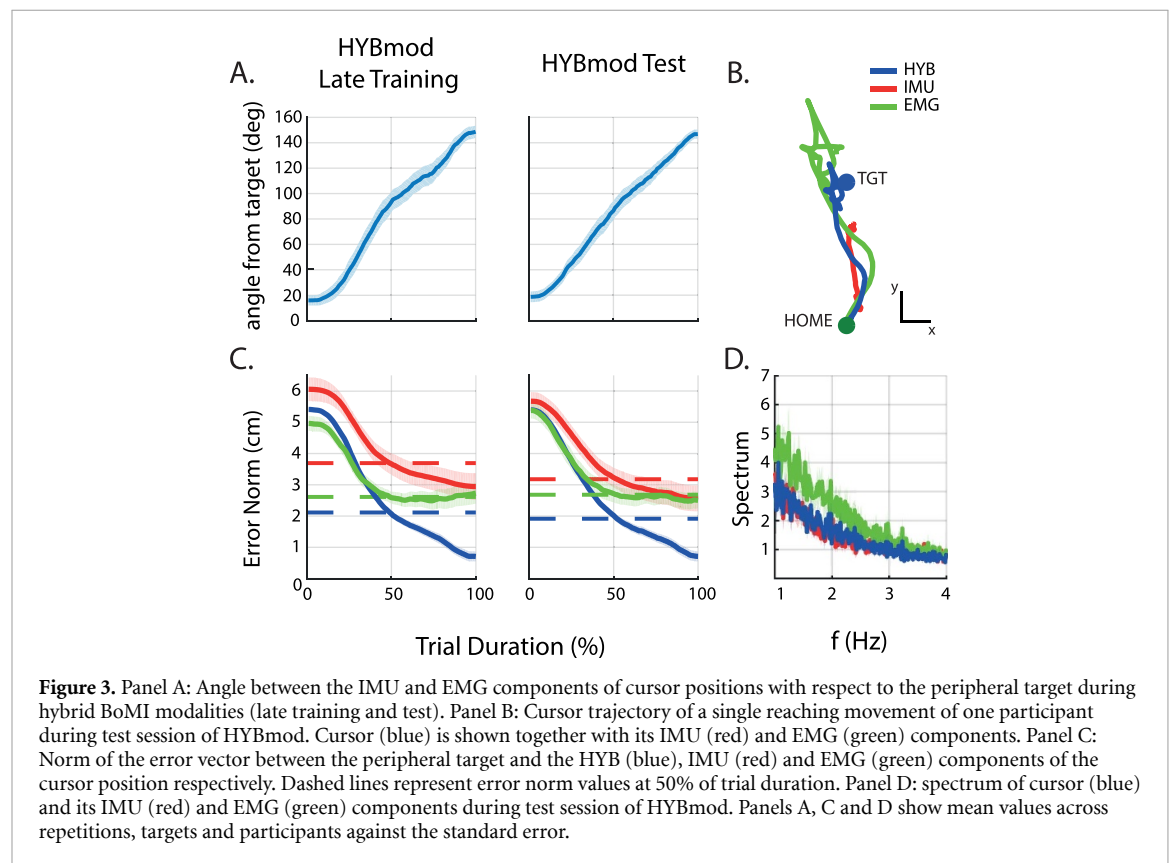 HYBmod
Late Training
HYBmod Test
A.
B.
HYB
IMU
EMG
angle from target (deg)
160
140
120
100
80
60
40
20
0
TGT
HOME
y
x
C.
D.
Error Norm (cm)
6
5
4
3
2
1
0
0 50 100
0 50 100
Trial Duration (%)
Spectrum
7
6
5
4
3
2
1
1 2 3 4
f (Hz)
Figure 3. Panel A: Angle between the IMU and EMG components of cursor positions with respect to the peripheral target during
hybrid BoMI modalities (late training and test). Panel B: Cursor trajectory of a single reaching movement of one participant
during test session of HYBmod. Cursor (blue) is shown together with its IMU (red) and EMG (green) components. Panel C:
Norm of the error vector between the peripheral target and the HYB (blue), IMU (red) and EMG (green) components of the
cursor position respectively. Dashed lines represent error norm values at 50% of trial duration. Panel D: spectrum of cursor (blue)
and its IMU (red) and EMG (green) components during test session of HYBmod. Panels A, C and D show mean values across
repetitions, targets and participants against the standard error.